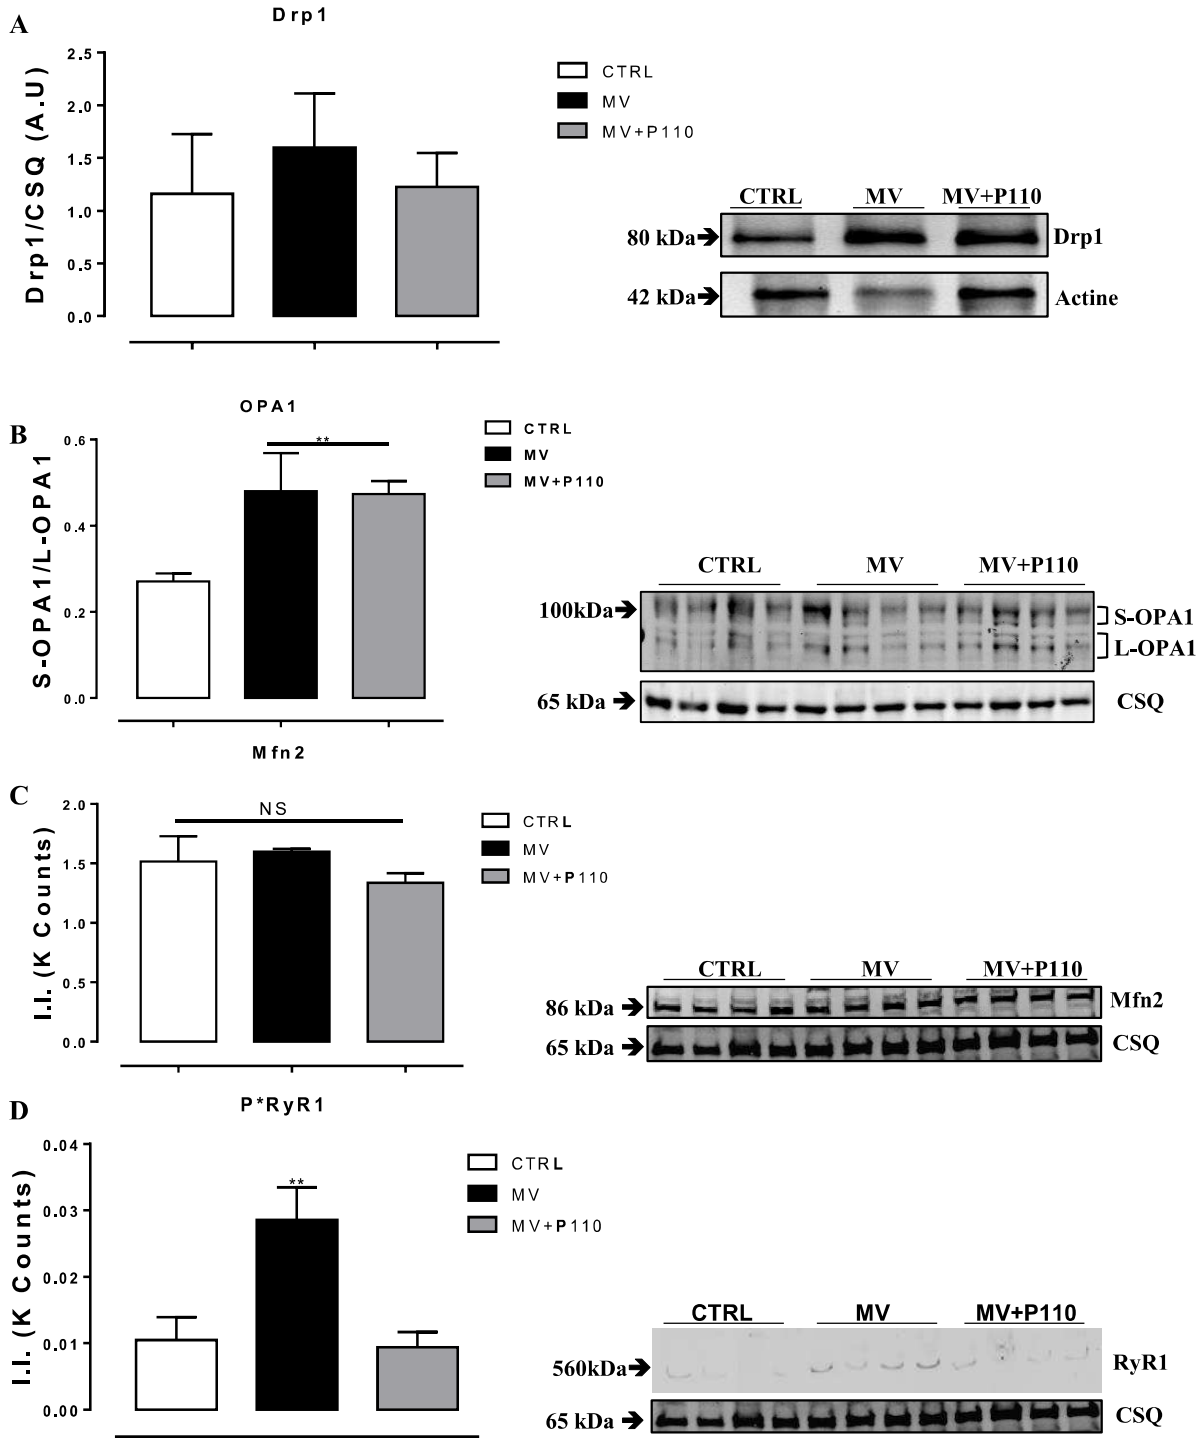 A
Drp1
Drp1/CSQ (A.U)
2.5
2.0
1.5
1.0
0.5
0.0
CTRL
MV
MV+P110
CTRL MV MV+P110
80 kDa Drp1
42 kDa Actine
B
OPA1
S-OPA1/L-OPA1
0.6
0.4
0.2
0.0
**
CTRL
MV
MV+P110
CTRL MV MV+P110
100kDa S-OPA1
L-OPA1
65 kDa CSQ
C
Mfn2
I.I. (K Counts)
2.0
1.5
1.0
0.5
0.0
NS
CTRL
MV
MV+P110
CTRL MV MV+P110
86 kDa Mfn2
65 kDa CSQ
D
P*RyR1
I.I. (K Counts)
0.04
0.03
0.02
0.01
0.00
**
CTRL
MV
MV+P110
CTRL MV MV+P110
560kDa RyR1
65 kDa CSQ